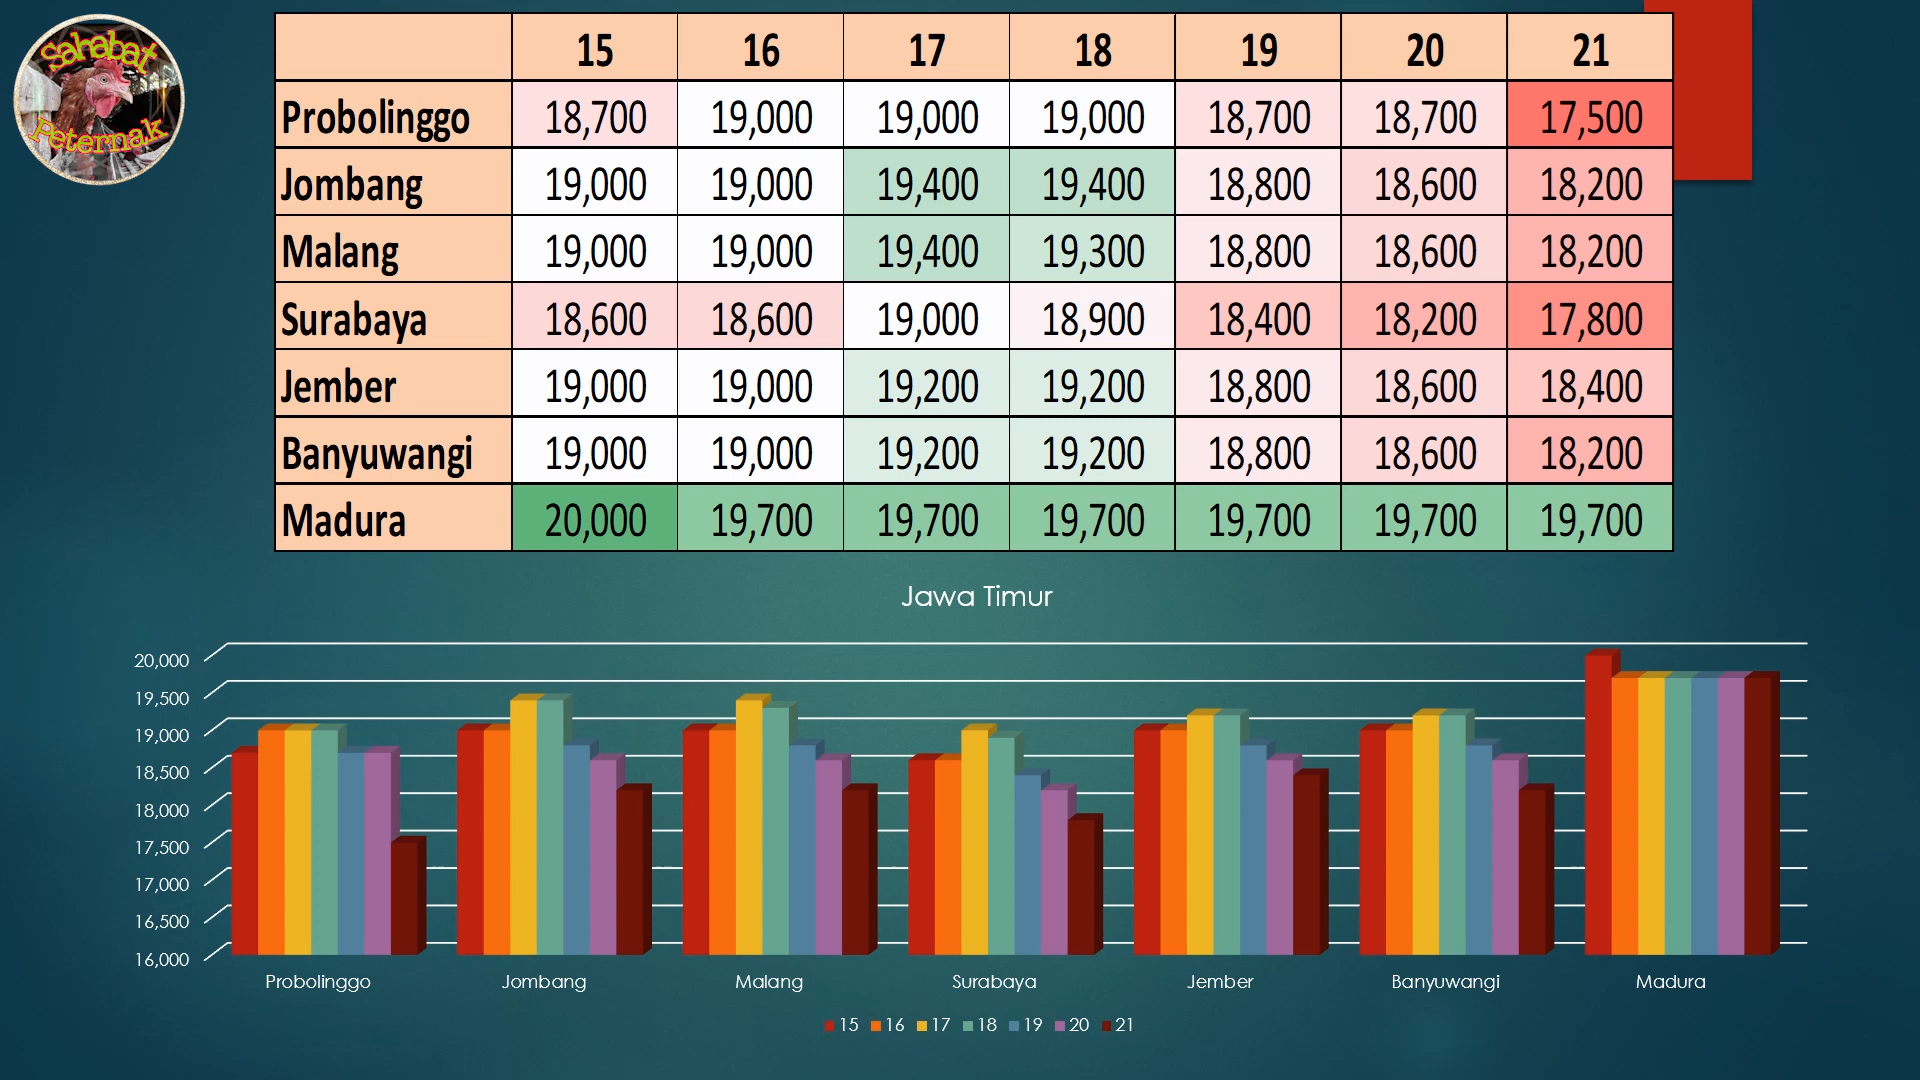 Sahabat
Peternak
15 16 17 18 19 20 21
Probolinggo 18,700 19,000 19,000 19,000 18,700 18,700 17,500
Jombang 19,000 19,000 19,400 19,400 18,800 18,600 18,200
Malang 19,000 19,000 19,400 19,300 18,800 18,600 18,200
Surabaya 18,600 18,600 19,000 18,900 18,400 18,200 17,800
Jember 19,000 19,000 19,200 19,200 18,800 18,600 18,400
Banyuwangi 19,000 19,000 19,200 19,200 18,800 18,600 18,200
Madura 20,000 19,700 19,700 19,700 19,700 19,700 19,700
Jawa Timur
20,000
19,500
19,000
18,500
18,000
17,500
17,000
16,500
16,000
Probolinggo Jombang Malang Surabaya Jember Banyuwangi Madura
15 16 17 18 19 20 21